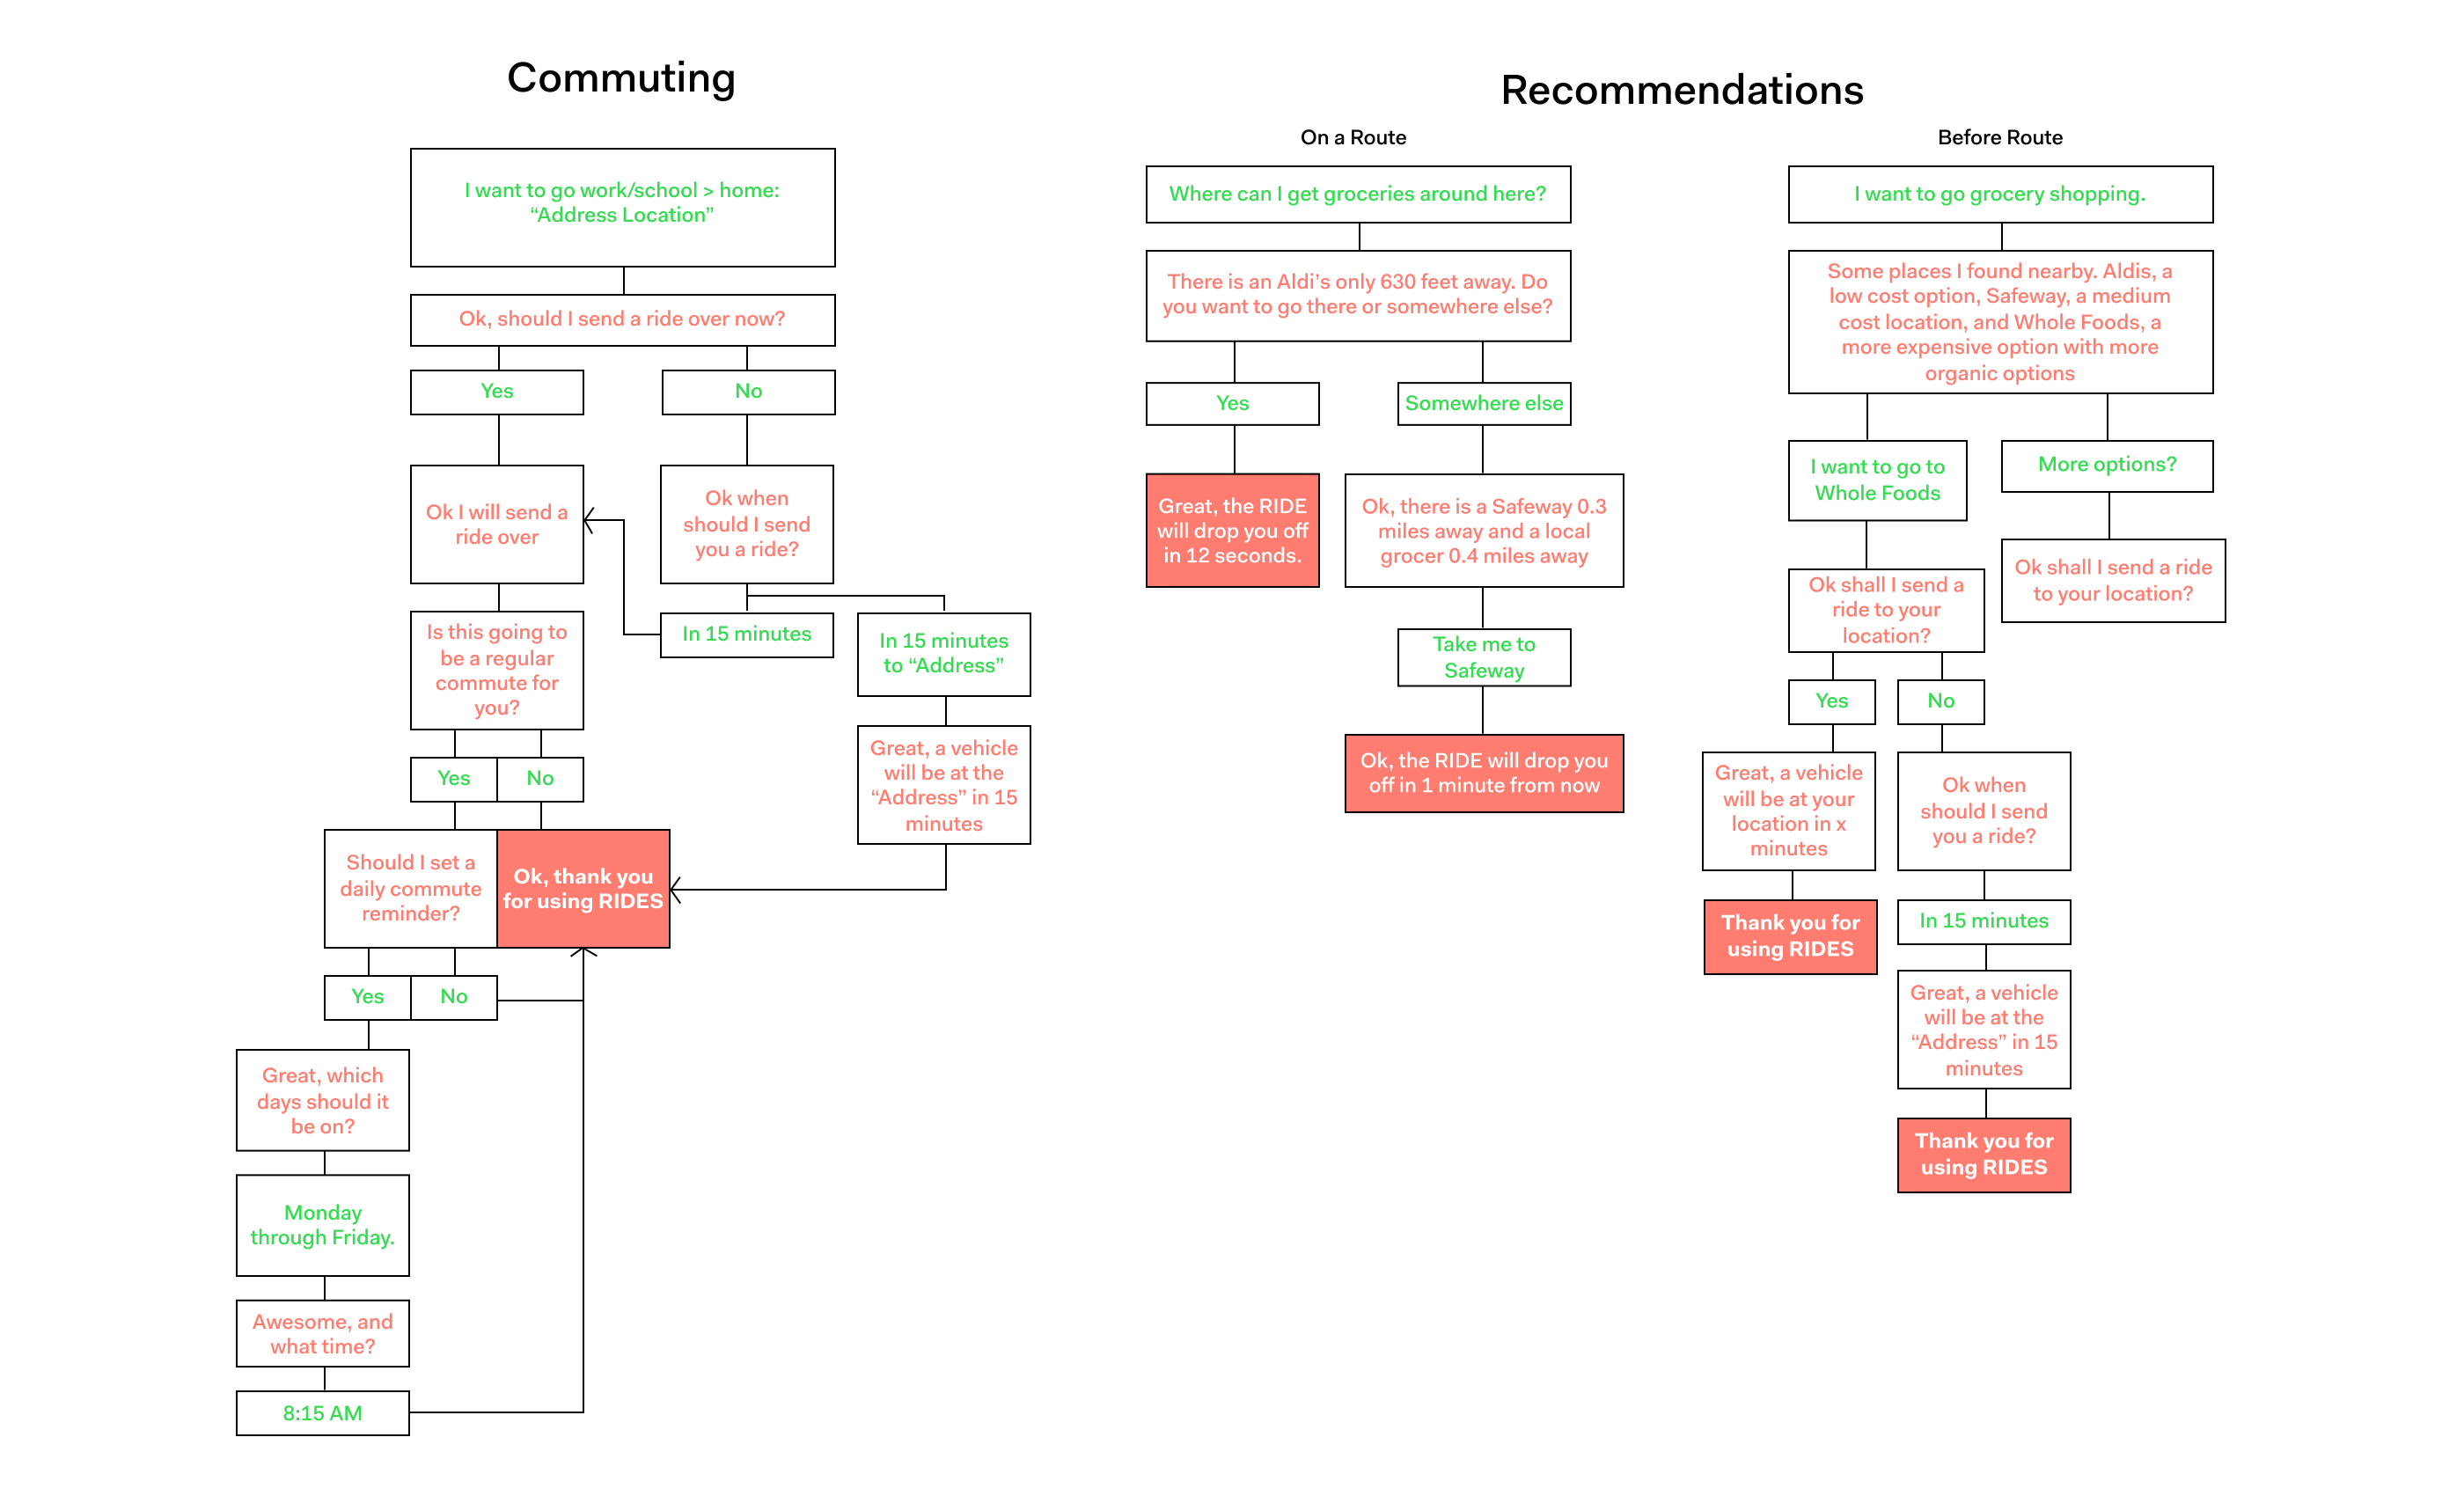 Commuting
I want to go work/school > home:
“Address Location”
Ok, should I send a ride over now?
Yes
No
Ok I will send a
ride over
Ok when
should I send
you a ride?
In 15 minutes
In 15 minutes
to “Address”
Is this going to
be a regular
commute for
you?
Great, a vehicle
will be at the
“Address” in 15
minutes
Yes
No
Should I set a
daily commute
reminder?
Ok, thank you
for using RIDES
Yes
No
Great, which
days should it
be on?
Monday
through Friday.
Awesome, and
what time?
8:15 AM
Recommendations
On a Route
Where can I get groceries around here?
There is an Aldi’s only 630 feet away. Do
you want to go there or somewhere else?
Yes
Somewhere else
Great, the RIDE
will drop you off
in 12 seconds.
Ok, there is a Safeway 0.3
miles away and a local
grocer 0.4 miles away
Take me to
Safeway
Ok, the RIDE will drop you
off in 1 minute from now
Before Route
I want to go grocery shopping.
Some places I found nearby. Aldis, a
low cost option, Safeway, a medium
cost location, and Whole Foods, a
more expensive option with more
organic options
I want to go to
Whole Foods
More options?
Ok shall I send a
ride to your
location?
Ok shall I send a ride
to your location?
Yes
No
Great, a vehicle
will be at your
location in x
minutes
Ok when
should I send
you a ride?
Thank you for
using RIDES
In 15 minutes
Great, a vehicle
will be at the
“Address” in 15
minutes
Thank you for
using RIDES